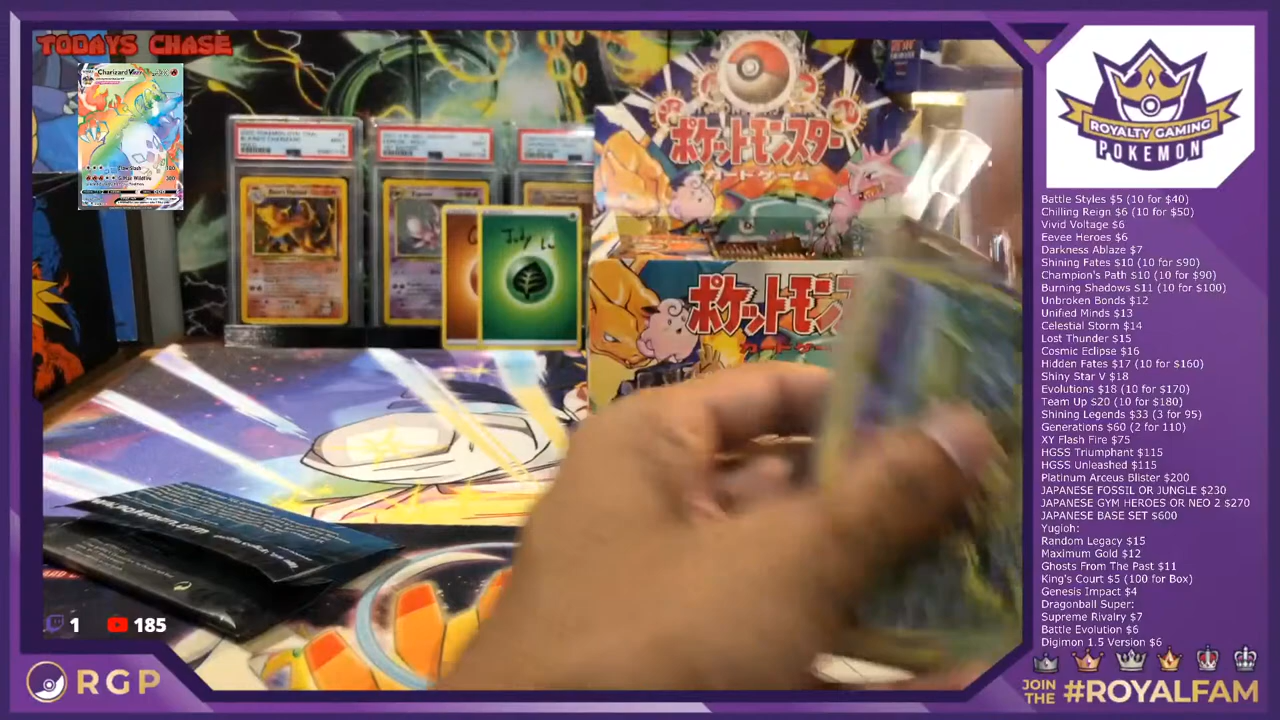 TODAYS CHASE
Charizard
ポケットモンスター
カードゲーム
Judy
ポケットモンス
1
185
RGP
ROYALTY GAMING
POKEMON
Battle Styles $5 (10 for $40)
Chilling Reign $6 (10 for $50)
Vivid Voltage $6
Eevee Heroes $6
Darkness Ablaze $7
Shining Fates $10 (10 for $90)
Champion's Path $10 (10 for $90)
Burning Shadows $11 (10 for $100)
Unbroken Bonds $12
Unified Minds $13
Celestial Storm $14
Lost Thunder $15
Cosmic Eclipse $16
Hidden Fates $17 (10 for $160)
Shiny Star V $18
Evolutions $18 (10 for $170)
Team Up $20 (10 for $180)
Shining Legends $33 (3 for 95)
Generations $60 (2 for 110)
XY Flash Fire $75
HGSS Triumphant $115
HGSS Unleashed $115
Platinum Arceus Blister $200
JAPANESE FOSSIL OR JUNGLE $230
JAPANESE GYM HEROES OR NEO 2 $270
JAPANESE BASE SET $600
Yugioh:
Random Legacy $15
Maximum Gold $12
Ghosts From The Past $11
King's Court $5 (100 for Box)
Genesis Impact $4
Dragonball Super:
Supreme Rivalry $7
Battle Evolution $6
Digimon 1.5 Version $6
JOIN
THE
#ROYALFAM